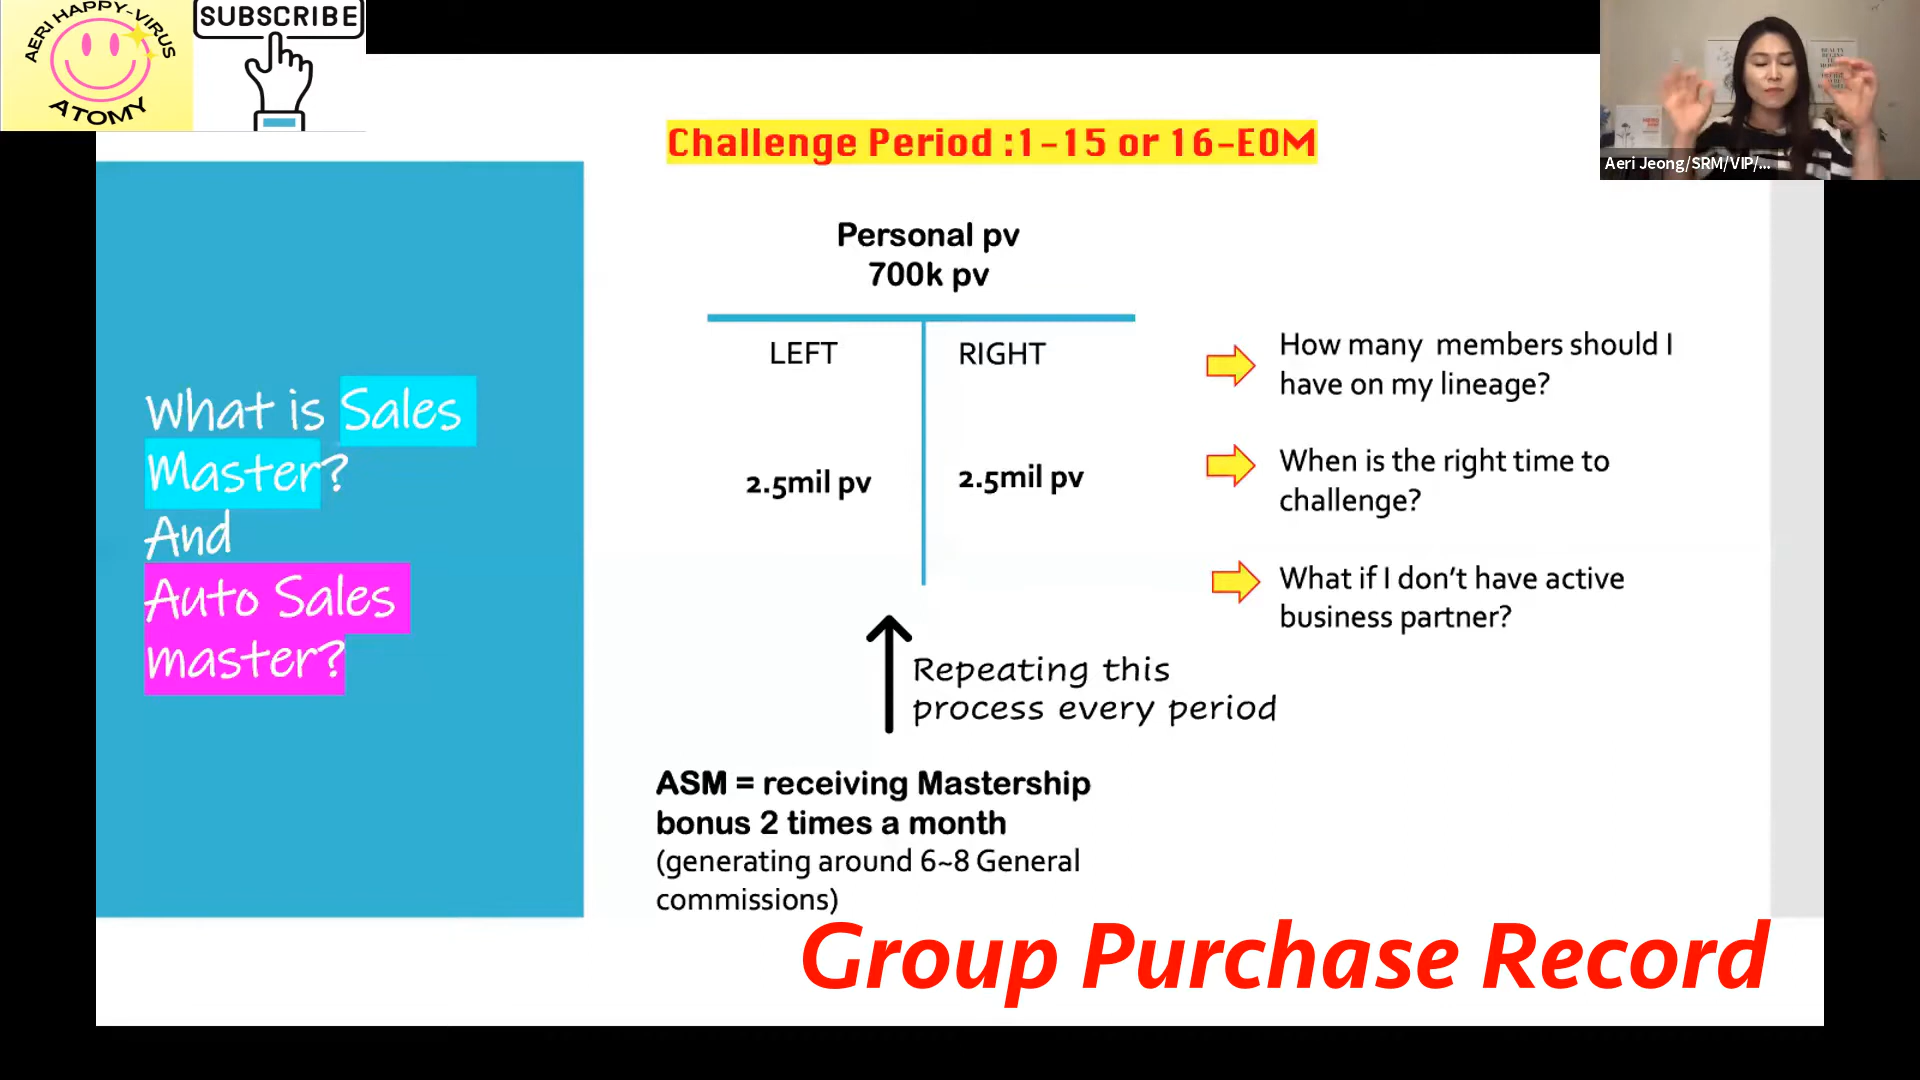 AERI HAPPY-VIRUS
ATOMY
SUBSCRIBE
Challenge Period :1-15 or 16-EOM
Aeri Jeong/SRM/VIP/...
What is Sales
Master?
And
Auto Sales
master?
Personal pv
700k pv
LEFT
RIGHT
2.5mil pv
2.5mil pv
How many members should I
have on my lineage?
When is the right time to
challenge?
What if I don't have active
business partner?
Repeating this
process every period
ASM = receiving Mastership
bonus 2 times a month
(generating around 6~8 General
commissions)
Group Purchase Record